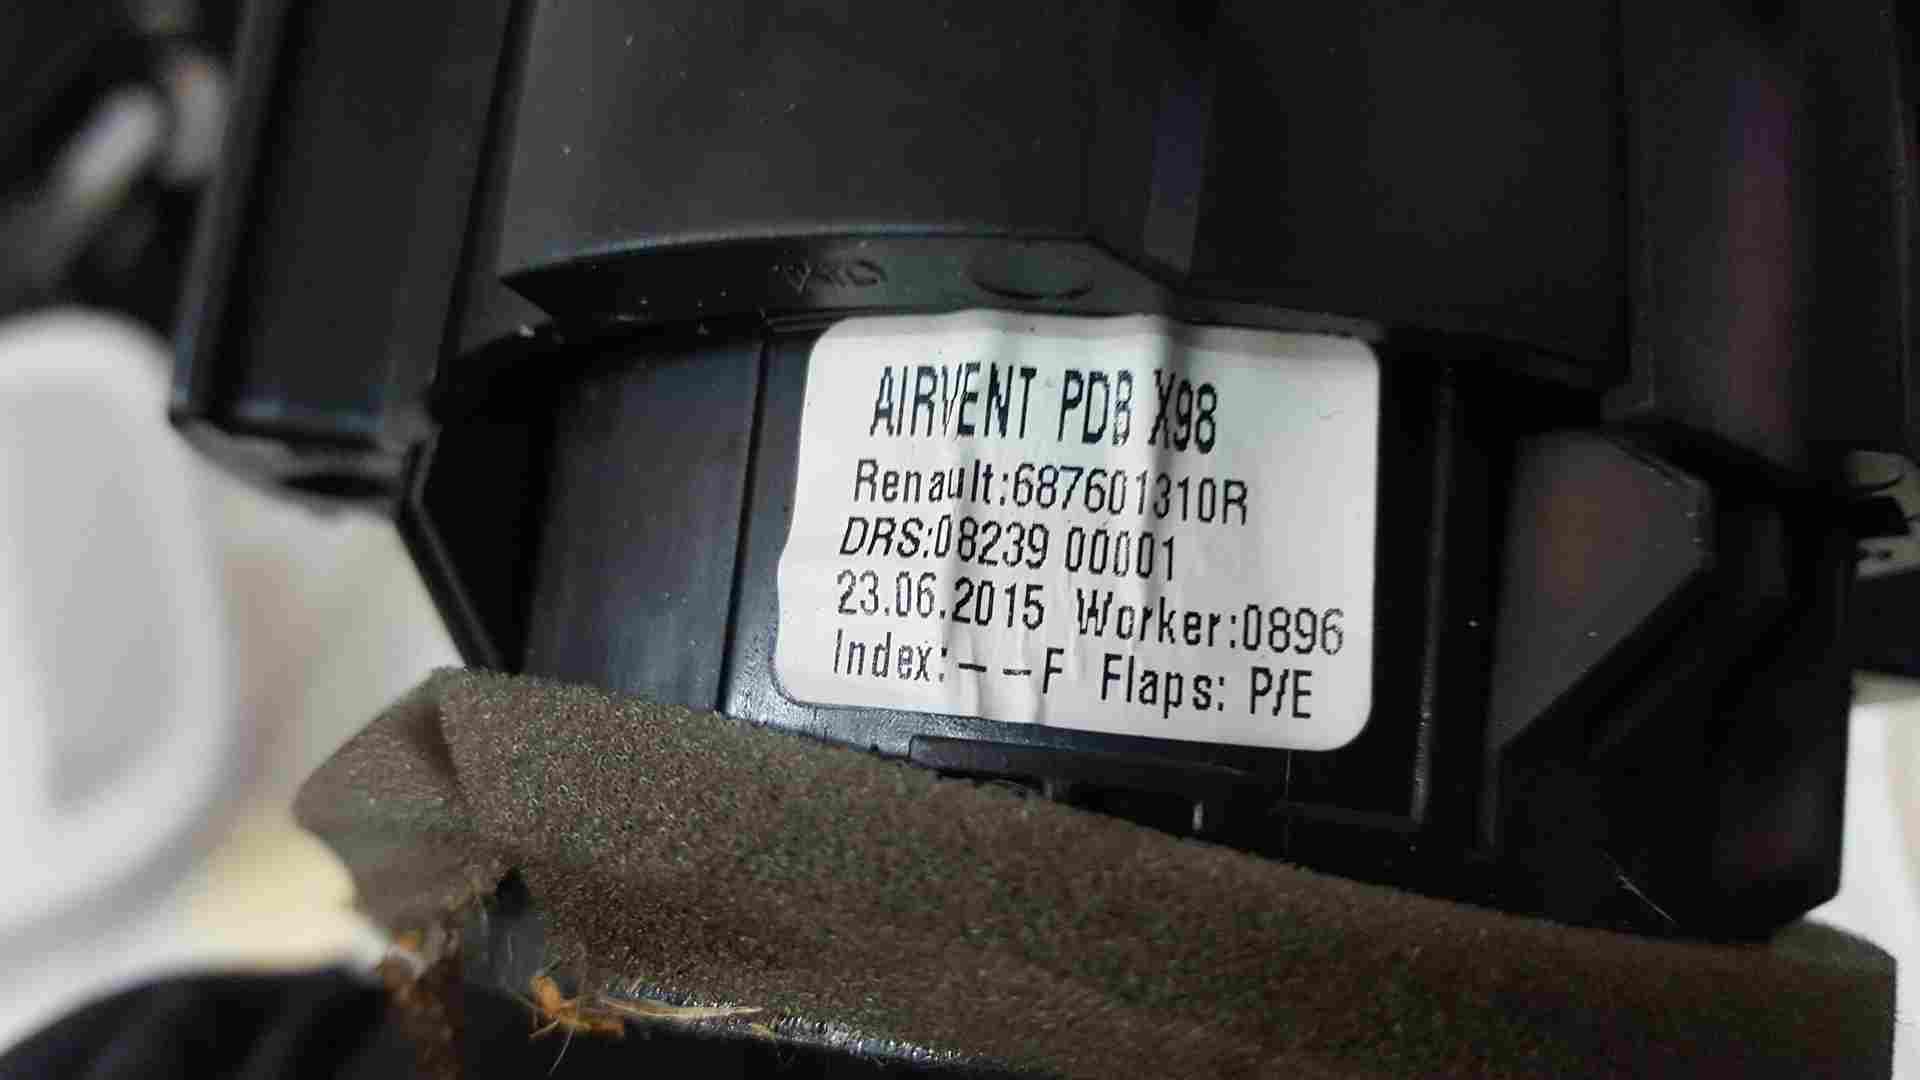 AIRVENT PDB X98
Renault:687601310R
DRS:08239 00001
23.06.2015 Worker:0896
Index:--F Flaps: P/E